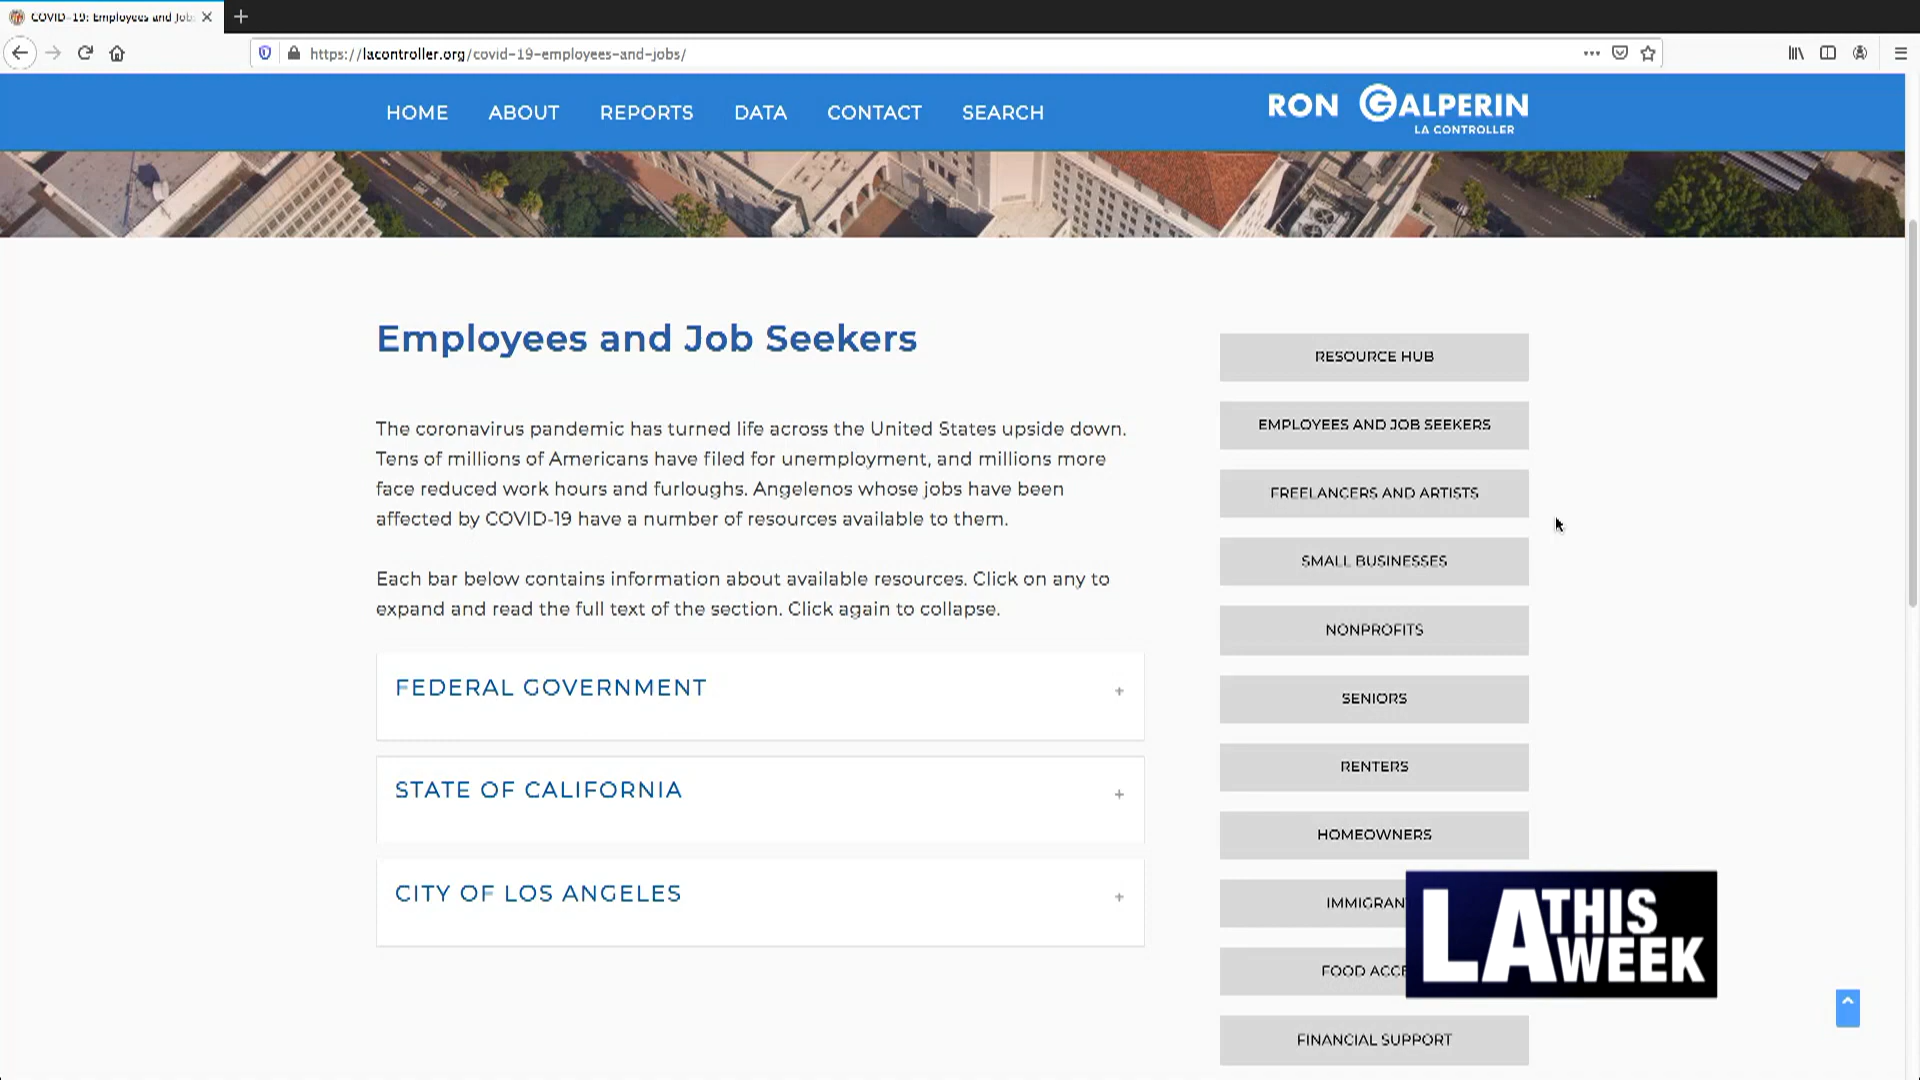 COVID-19: Employees and Job
https://lacontroller.org/covid-19-employees-and-jobs/
HOME ABOUT REPORTS DATA CONTACT SEARCH
RON GALPERIN
LA CONTROLLER
Employees and Job Seekers
The coronavirus pandemic has turned life across the United States upside down.
Tens of millions of Americans have filed for unemployment, and millions more
face reduced work hours and furloughs. Angelenos whose jobs have been
affected by COVID-19 have a number of resources available to them.
Each bar below contains information about available resources. Click on any to
expand and read the full text of the section. Click again to collapse.
FEDERAL GOVERNMENT +
STATE OF CALIFORNIA +
CITY OF LOS ANGELES +
RESOURCE HUB
EMPLOYEES AND JOB SEEKERS
FREELANCERS AND ARTISTS
SMALL BUSINESSES
NONPROFITS
SENIORS
RENTERS
HOMEOWNERS
IMMIGRAN
FOOD ACCE
FINANCIAL SUPPORT
LA THIS WEEK